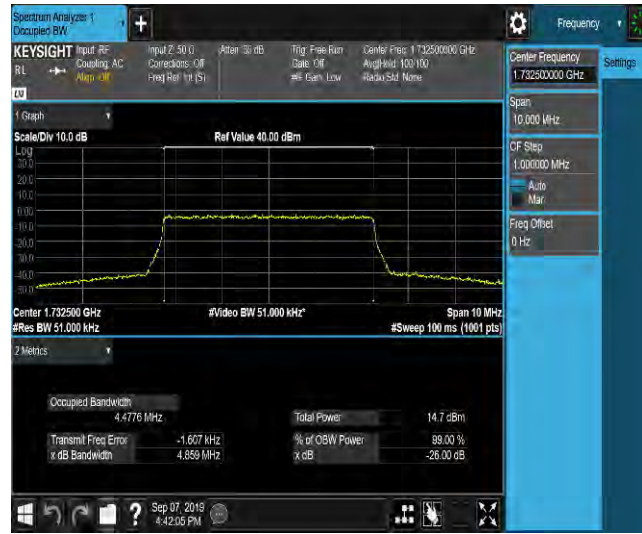 Spectrum Analyzer 1
Occupied BW
+
Frequency
KEYSIGHT Input: RF Input Z: 50 Ω Atten: 36 dB Trig: Free Run Center Freq: 1.732500000 GHz
RL Coupling: AC Corrections: Off Gate: Off Avg|Hold: 100/100
Align: Off Freq Ref: Int (S) #IF Gain: Low Radio Std: None
Settings
Center Frequency
1.732500000 GHz
Span
10.000 MHz
CF Step
1.000000 MHz
Auto
Man
Freq Offset
0 Hz
1 Graph
Scale/Div 10.0 dB Ref Value 40.00 dBm
Log
30.0
20.0
10.0
0.00
-10.0
-20.0
-30.0
-40.0
-50.0
Center 1.732500 GHz #Video BW 51.000 kHz* Span 10 MHz
#Res BW 51.000 kHz #Sweep 100 ms (1001 pts)
2 Metrics
Occupied Bandwidth
4.4776 MHz Total Power 14.7 dBm
Transmit Freq Error -1.607 kHz % of OBW Power 99.00 %
x dB Bandwidth 4.859 MHz x dB -26.00 dB
? Sep 07, 2019
4:42:05 PM